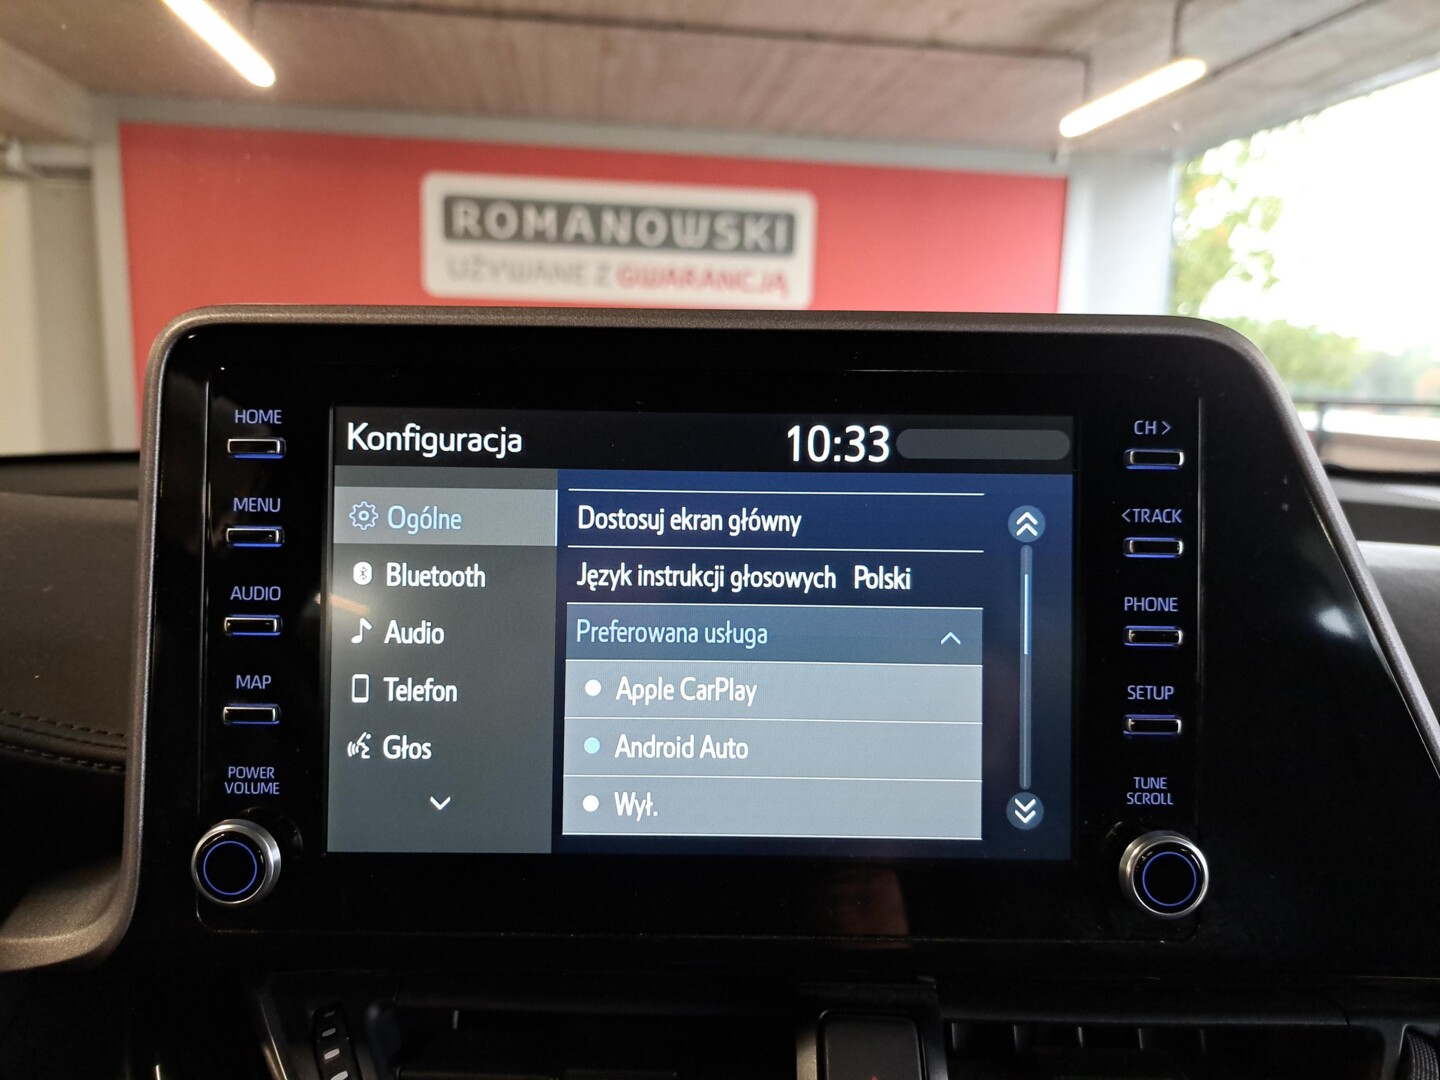 ROMANOWSKI
UŻYWANE Z GWARANCJĄ
HOME
MENU
AUDIO
MAP
POWER
VOLUME
Konfiguracja
10:33
Ogólne
Bluetooth
Audio
Telefon
Głos
Dostosuj ekran główny
Język instrukcji głosowych Polski
Preferowana usługa
Apple CarPlay
Android Auto
Wył.
CH >
< TRACK
PHONE
SETUP
TUNE
SCROLL